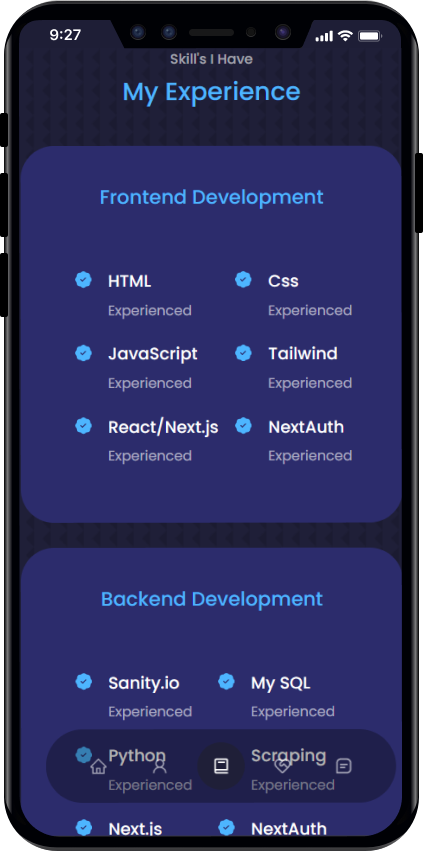 9:27
Skill's I Have
My Experience
Frontend Development
HTML Css
Experienced Experienced
JavaScript Tailwind
Experienced Experienced
React/Next.js NextAuth
Experienced Experienced
Backend Development
Sanity.io My SQL
Experienced Experienced
Python Scraping
Experienced Experienced
Next.js NextAuth